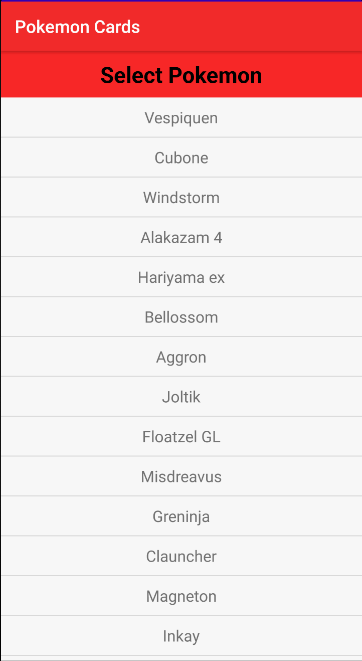 Pokemon Cards
Select Pokemon
Vespiquen
Cubone
Windstorm
Alakazam 4
Hariyama ex
Bellossom
Aggron
Joltik
Floatzel GL
Misdreavus
Greninja
Clauncher
Magneton
Inkay